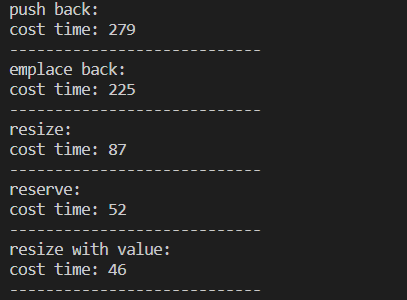 push back:
cost time: 279
----------------------------
emplace back:
cost time: 225
----------------------------
resize:
cost time: 87
----------------------------
reserve:
cost time: 52
----------------------------
resize with value:
cost time: 46
----------------------------